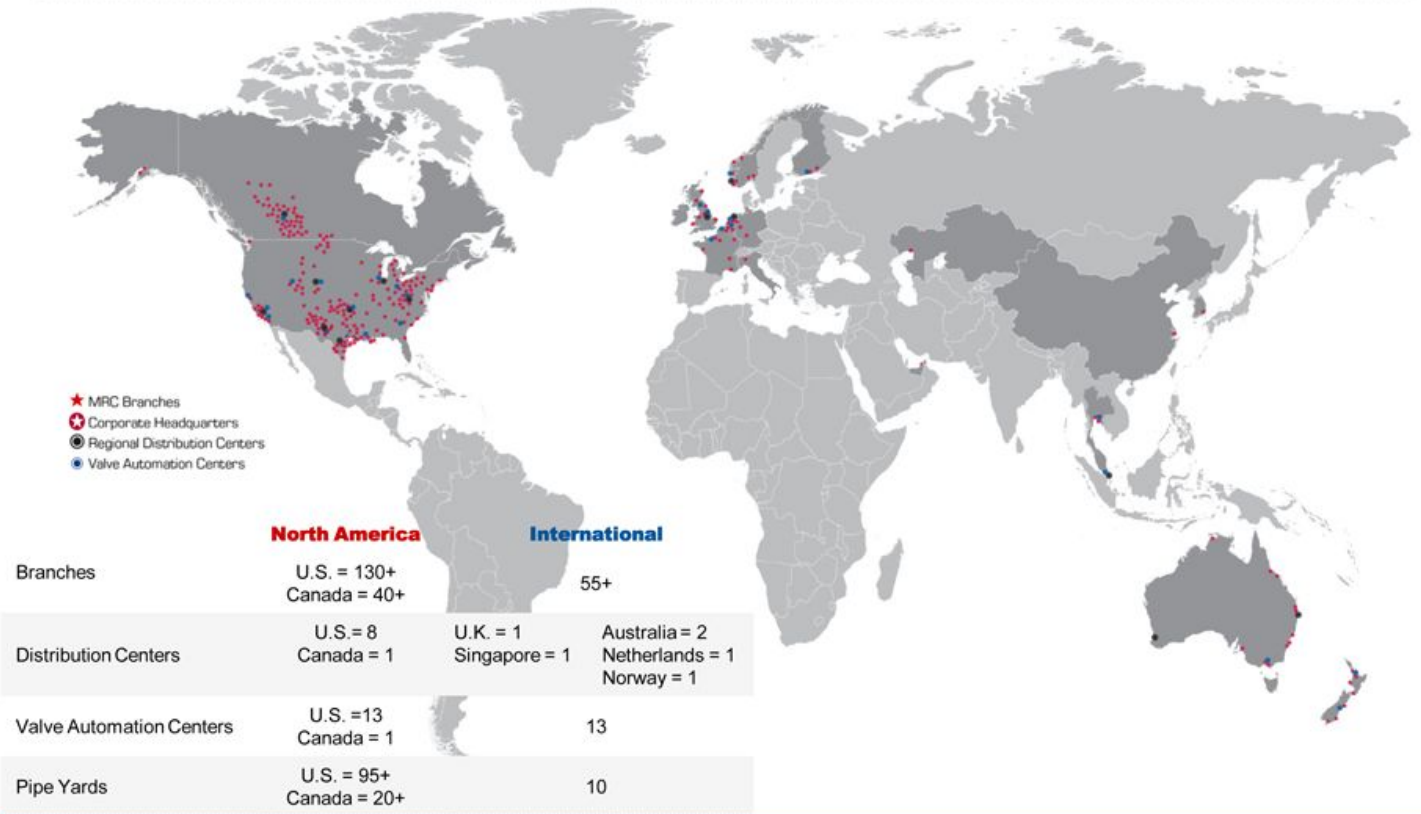 MRC Branches
Corporate Headquarters
Regional Distribution Centers
Valve Automation Centers
North America International
Branches
U.S. = 130+
Canada = 40+
55+
Distribution Centers
U.S.= 8
Canada = 1
U.K. = 1
Singapore = 1
Australia = 2
Netherlands = 1
Norway = 1
Valve Automation Centers
U.S. =13
Canada = 1
13
Pipe Yards
U.S. = 95+
Canada = 20+
10